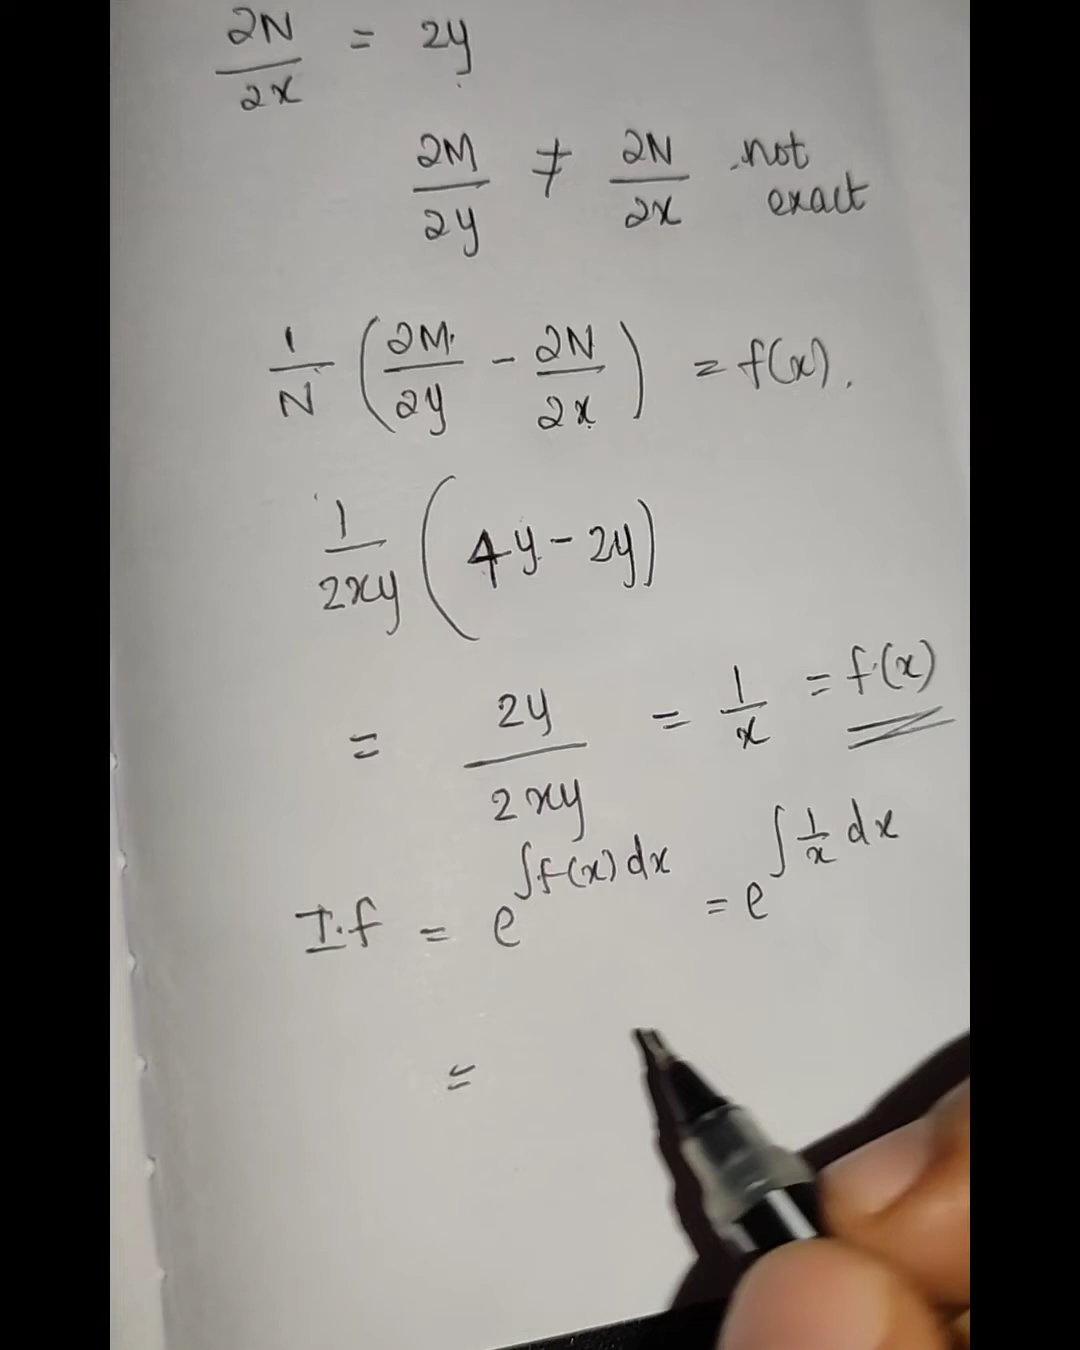 ∂N/∂x = 2y
∂M/∂y ≠ ∂N/∂x not exact
1/N (∂M/∂y - ∂N/∂x) = f(x).
1/2xy (4y - 2y)
= 2y/2xy = 1/x = f(x)
I.f = e^∫f(x)dx = e^∫1/x dx
=